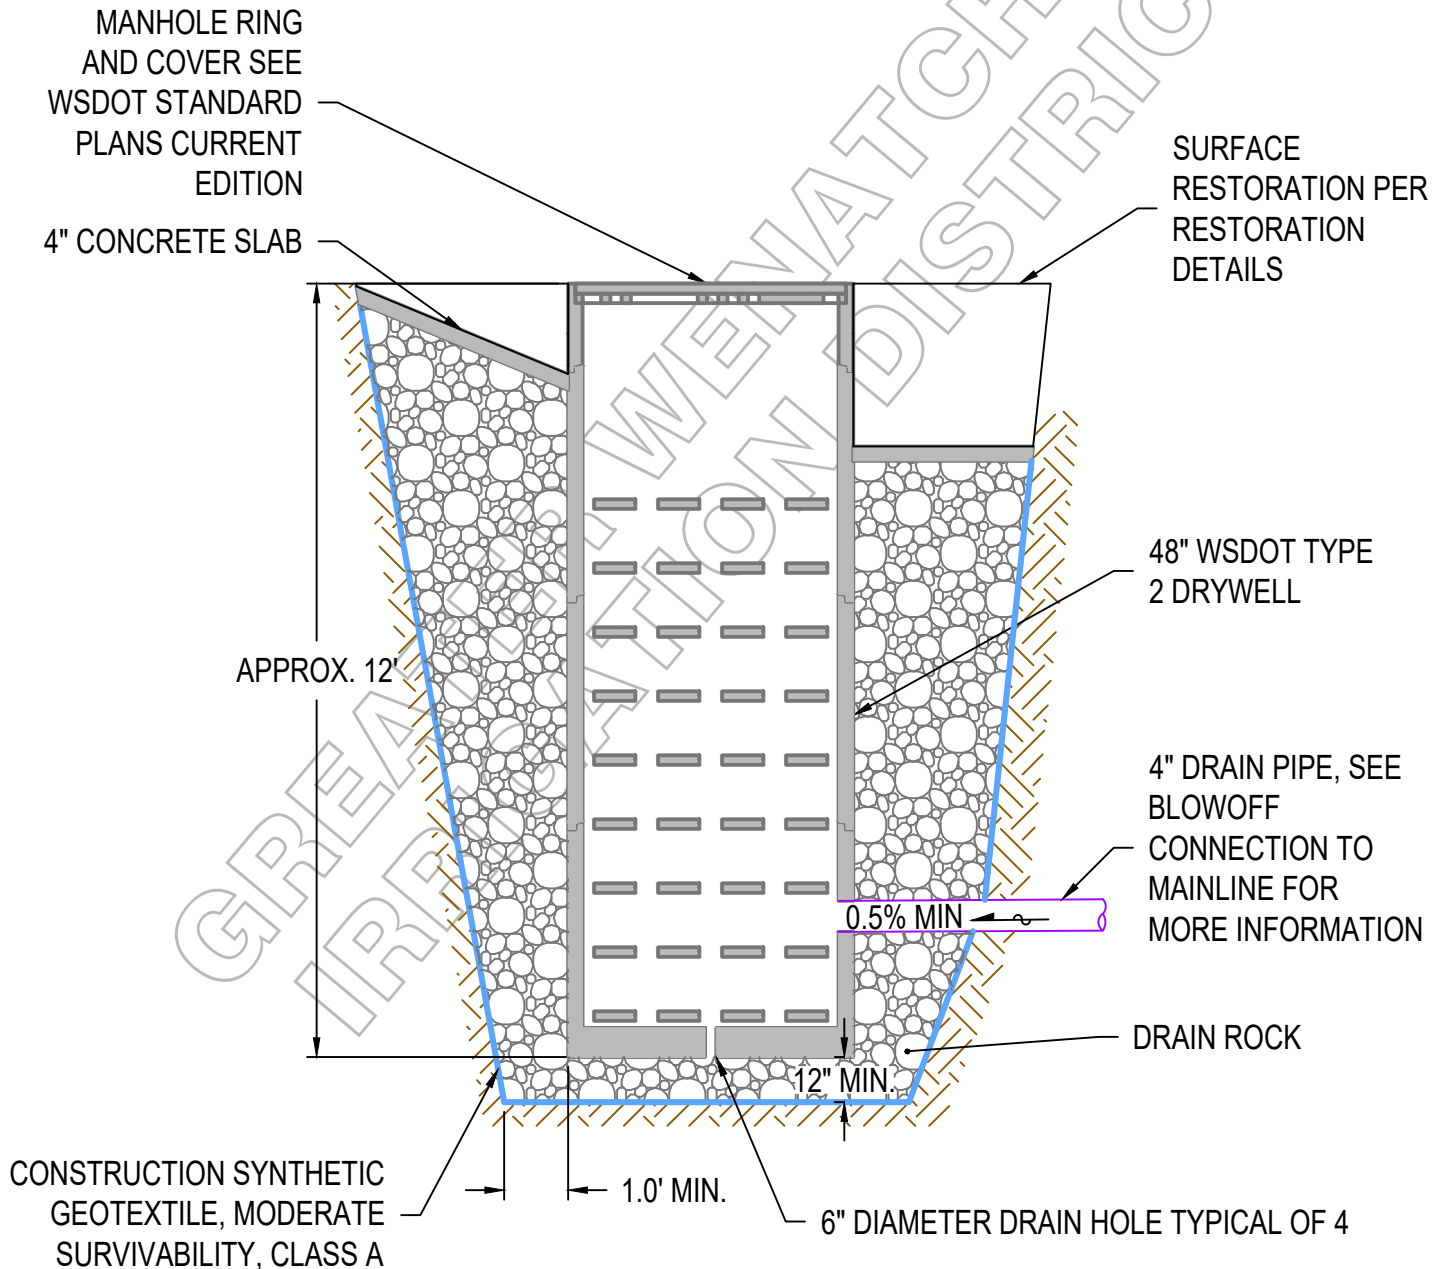 MANHOLE RING
AND COVER SEE
WSDOT STANDARD
PLANS CURRENT
EDITION
4" CONCRETE SLAB
SURFACE
RESTORATION PER
RESTORATION
DETAILS
48" WSDOT TYPE
2 DRYWELL
APPROX. 12'
4" DRAIN PIPE, SEE
BLOWOFF
CONNECTION TO
MAINLINE FOR
MORE INFORMATION
0.5% MIN
DRAIN ROCK
12" MIN.
CONSTRUCTION SYNTHETIC
GEOTEXTILE, MODERATE
SURVIVABILITY, CLASS A
1.0' MIN.
6" DIAMETER DRAIN HOLE TYPICAL OF 4
GREATER WENATCH
IRRIGATION DISTRIC